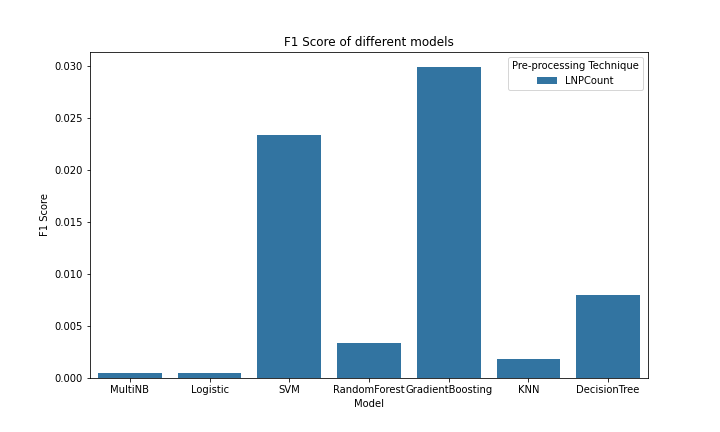 F1 Score of different models
Pre-processing Technique
LNPCount
F1 Score
0.030
0.025
0.020
0.015
0.010
0.005
0.000
MultiNB Logistic SVM RandomForest GradientBoosting KNN DecisionTree
Model